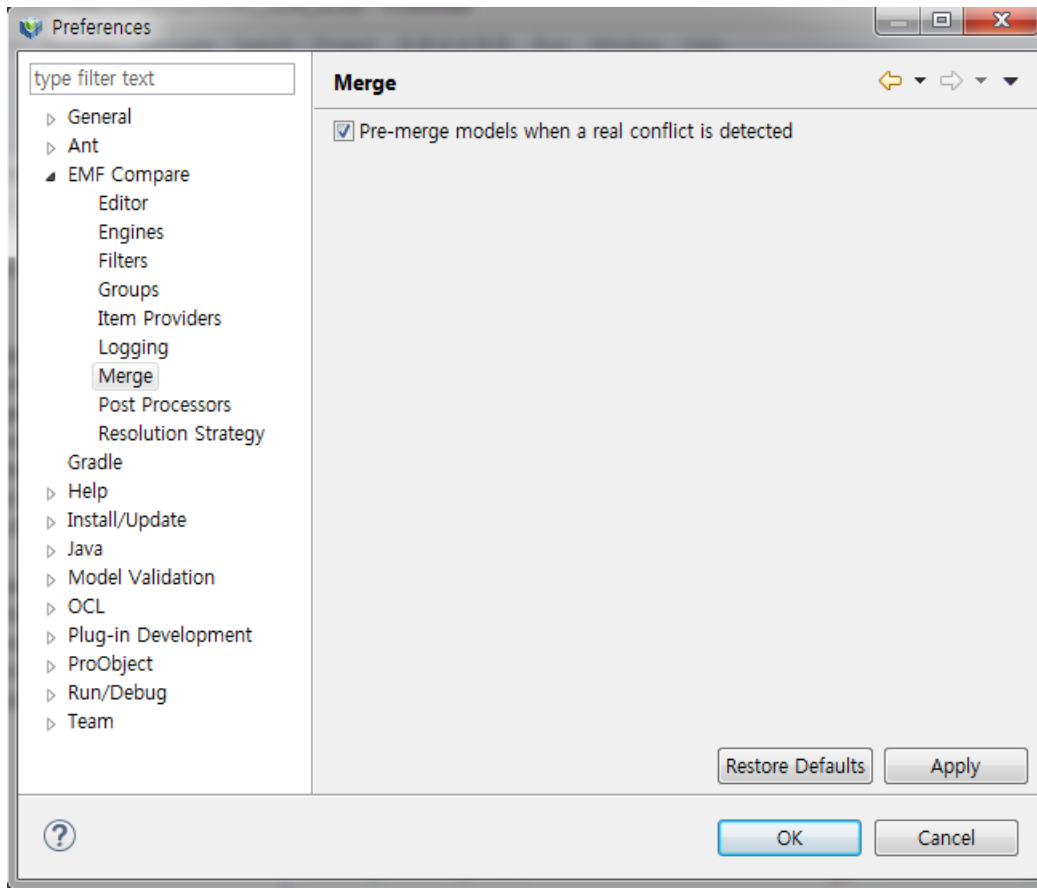 Preferences
type filter text
General
Ant
EMF Compare
Editor
Engines
Filters
Groups
Item Providers
Logging
Merge
Post Processors
Resolution Strategy
Gradle
Help
Install/Update
Java
Model Validation
OCL
Plug-in Development
ProObject
Run/Debug
Team
Merge
Pre-merge models when a real conflict is detected
Restore Defaults Apply
? OK Cancel